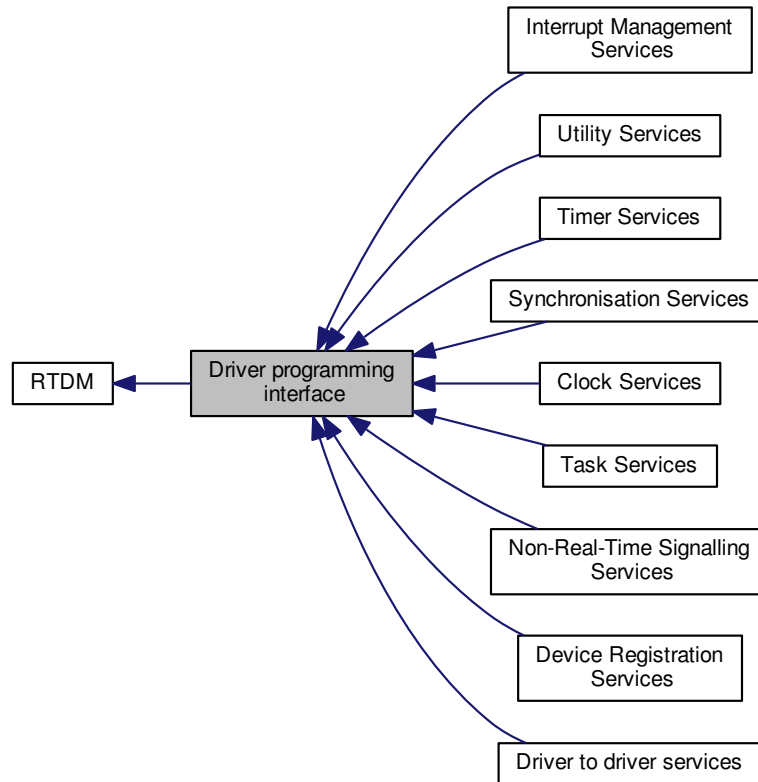 Interrupt Management
Services
Utility Services
Timer Services
Synchronisation Services
RTDM
Driver programming
interface
Clock Services
Task Services
Non-Real-Time Signalling
Services
Device Registration
Services
Driver to driver services